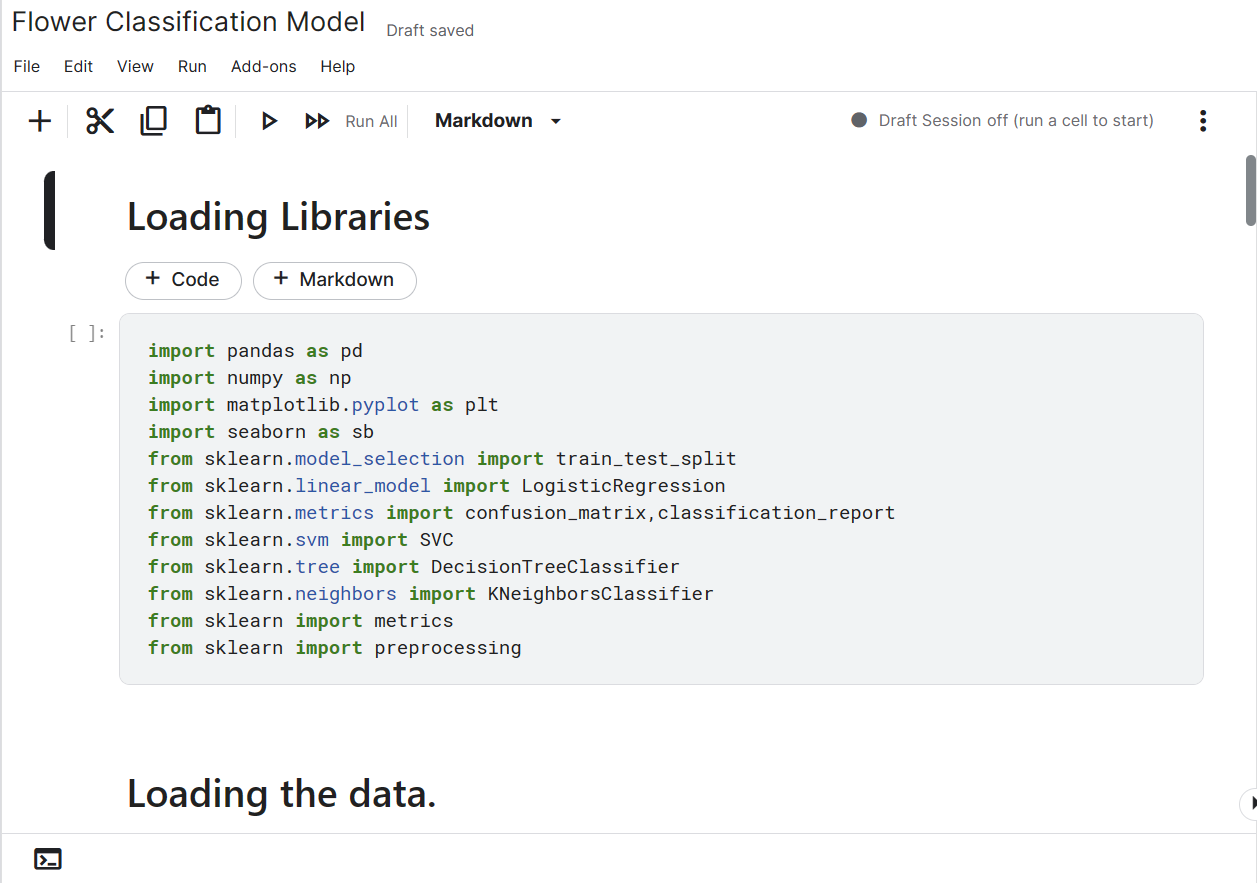 Flower Classification Model Draft saved
File Edit View Run Add-ons Help
Run All Markdown Draft Session off (run a cell to start)
Loading Libraries
+ Code + Markdown
[ ]:
import pandas as pd
import numpy as np
import matplotlib.pyplot as plt
import seaborn as sb
from sklearn.model_selection import train_test_split
from sklearn.linear_model import LogisticRegression
from sklearn.metrics import confusion_matrix,classification_report
from sklearn.svm import SVC
from sklearn.tree import DecisionTreeClassifier
from sklearn.neighbors import KNeighborsClassifier
from sklearn import metrics
from sklearn import preprocessing
Loading the data.